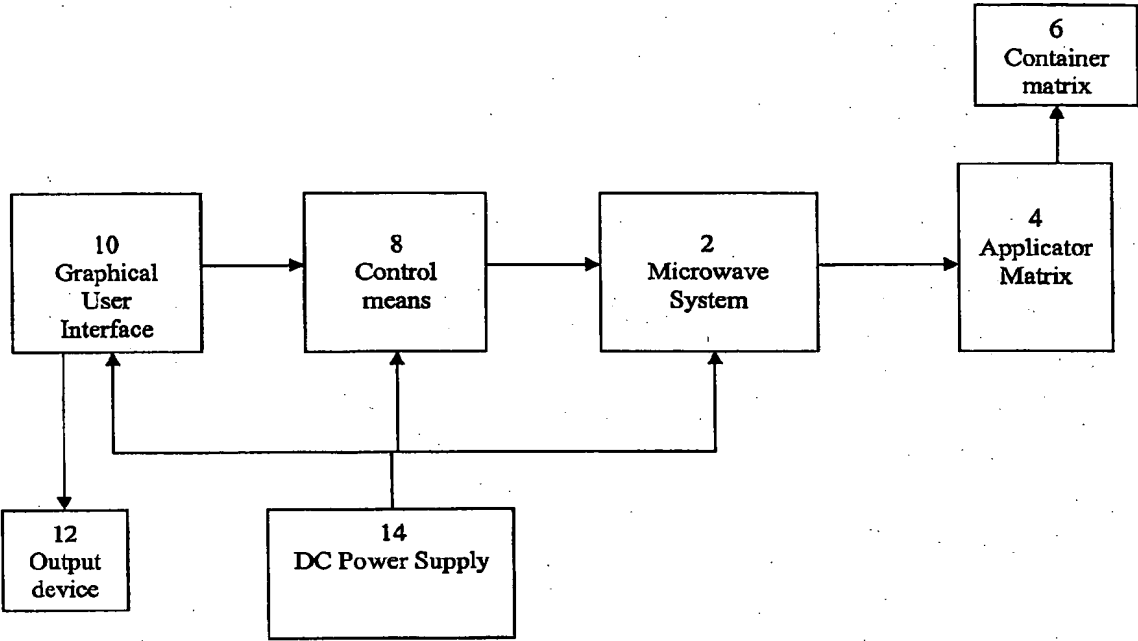 6
Container
matrix
10
Graphical
User
Interface
8
Control
means
2
Microwave
System
4
Applicator
Matrix
12
Output
device
14
DC Power Supply